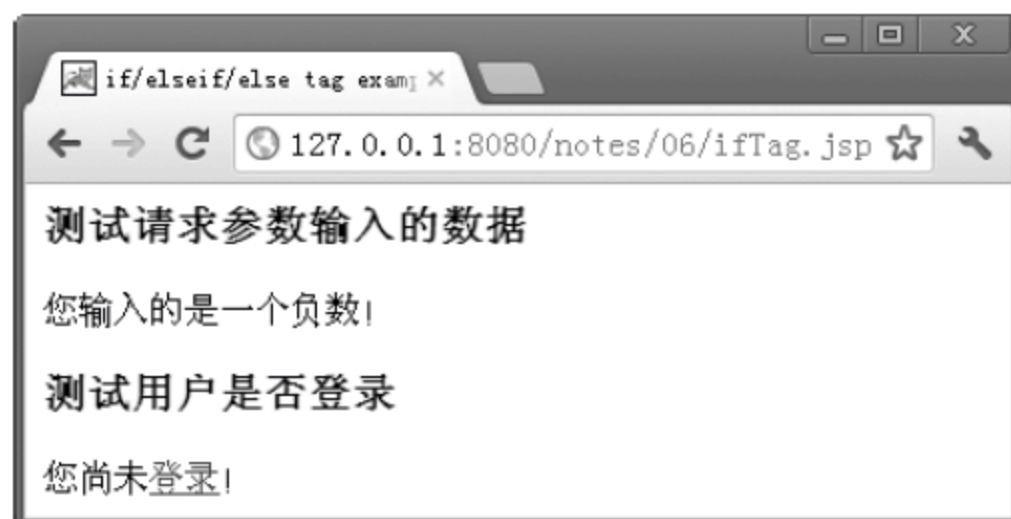 if/elseif/else tag exam
127.0.0.1:8080/notes/06/ifTag.jsp
测试请求参数输入的数据
您输入的是一个负数!
测试用户是否登录
您尚未登录!